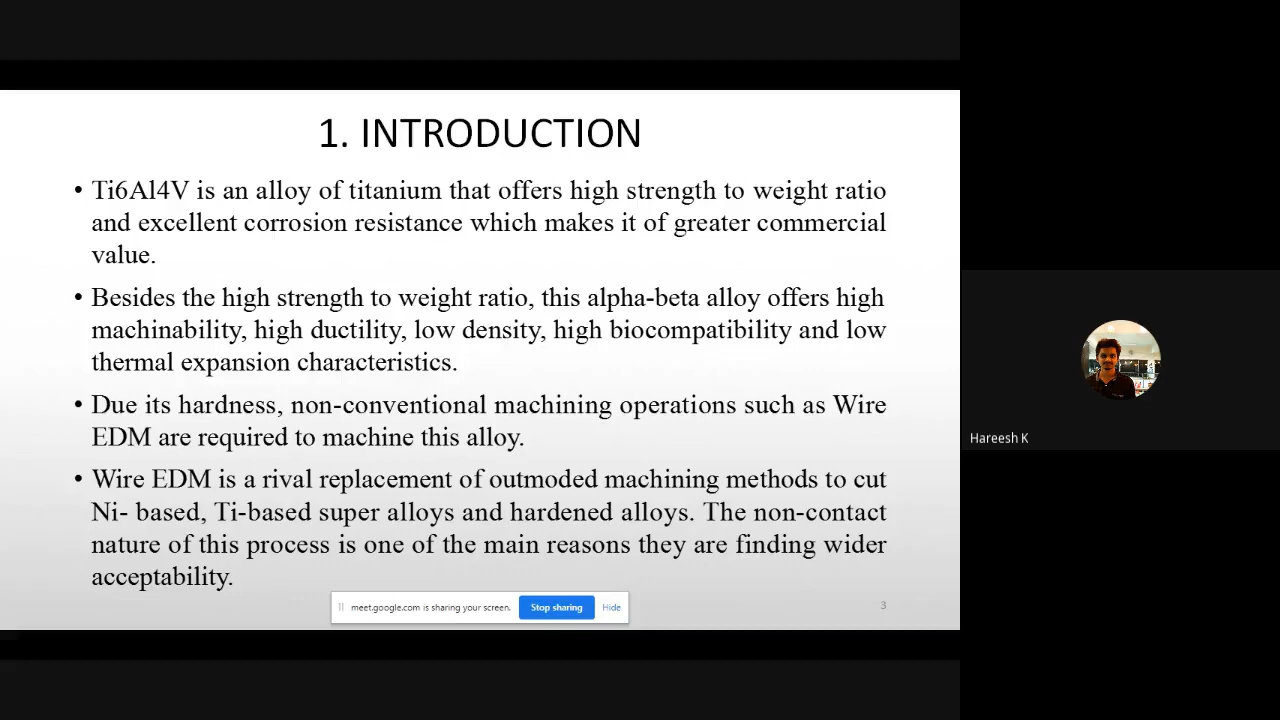 1. INTRODUCTION
• Ti6Al4V is an alloy of titanium that offers high strength to weight ratio
and excellent corrosion resistance which makes it of greater commercial
value.
• Besides the high strength to weight ratio, this alpha-beta alloy offers high
machinability, high ductility, low density, high biocompatibility and low
thermal expansion characteristics.
• Due its hardness, non-conventional machining operations such as Wire
EDM are required to machine this alloy.
• Wire EDM is a rival replacement of outmoded machining methods to cut
Ni- based, Ti-based super alloys and hardened alloys. The non-contact
nature of this process is one of the main reasons they are finding wider
acceptability.
meet.google.com is sharing your screen. Stop sharing Hide
3
Hareesh K